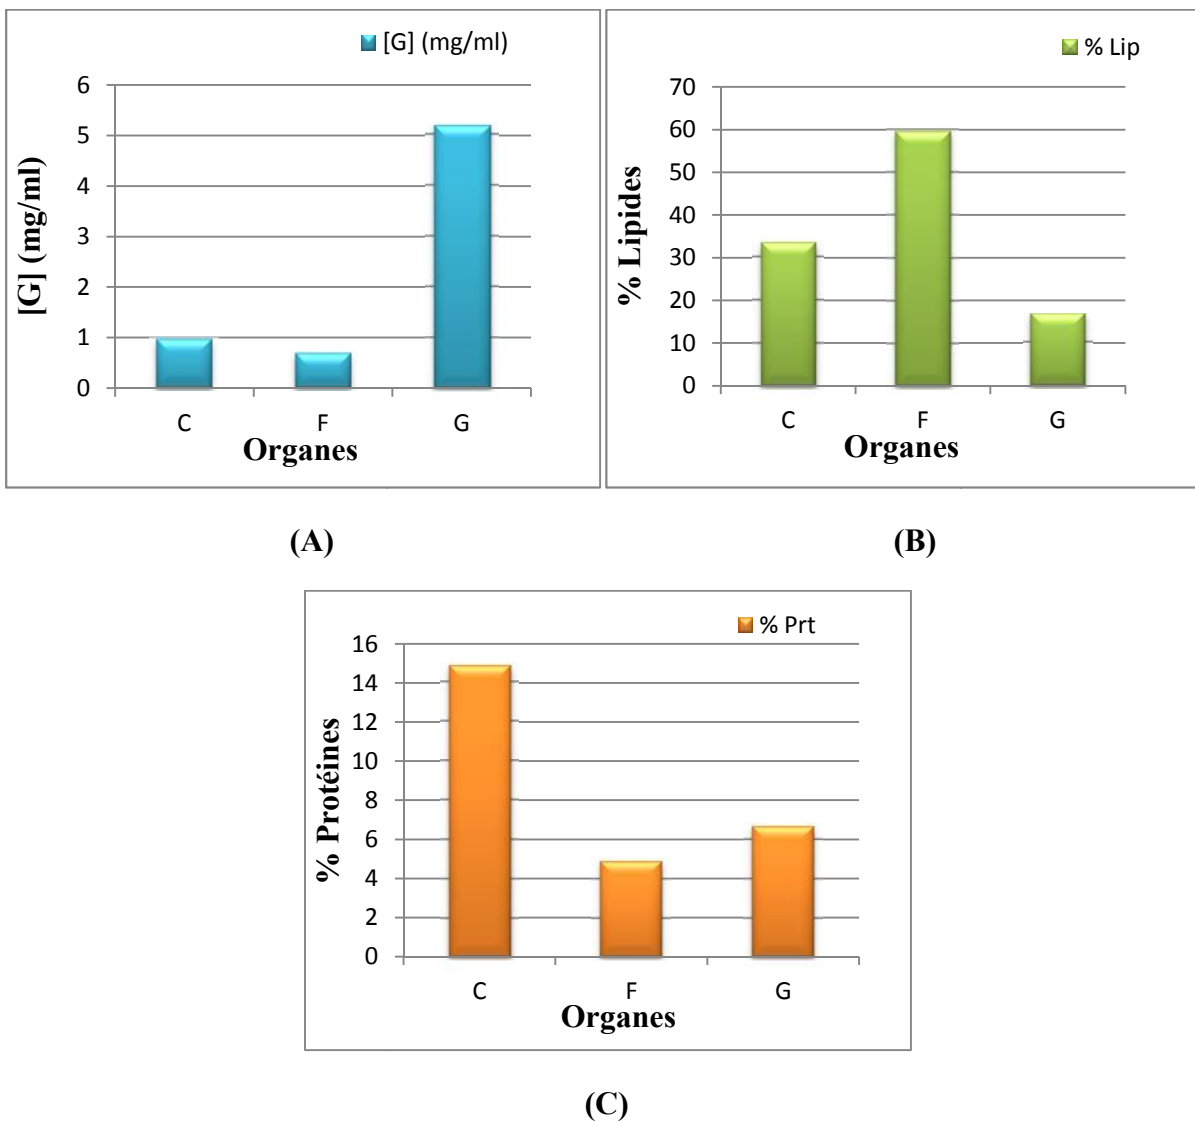 [G] (mg/ml)
6
5
4
3
2
1
0
[G] (mg/ml)
C F G
Organes
(A)
% Lip
70
60
50
40
30
20
10
0
% Lipides
C F G
Organes
(B)
% Prt
16
14
12
10
8
6
4
2
0
% Protéines
C F G
Organes
(C)